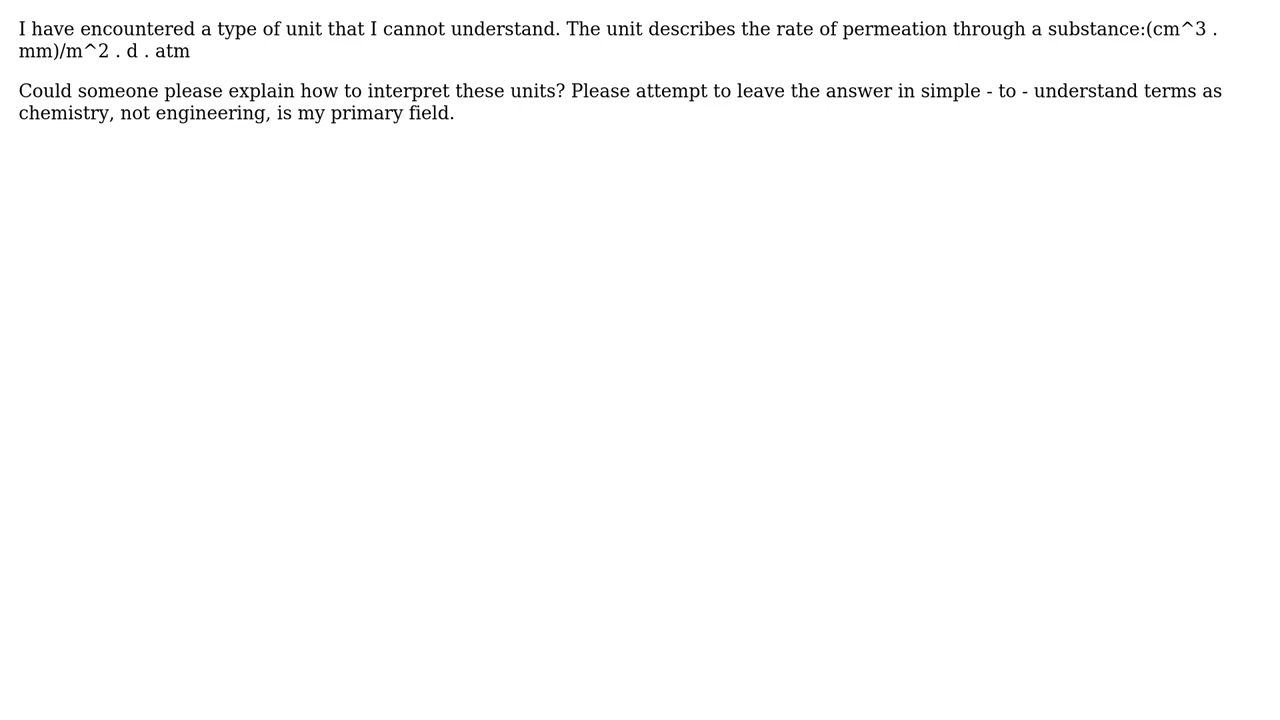 I have encountered a type of unit that I cannot understand. The unit describes the rate of permeation through a substance:(cm^3 .
mm)/m^2 . d . atm
Could someone please explain how to interpret these units? Please attempt to leave the answer in simple - to - understand terms as
chemistry, not engineering, is my primary field.